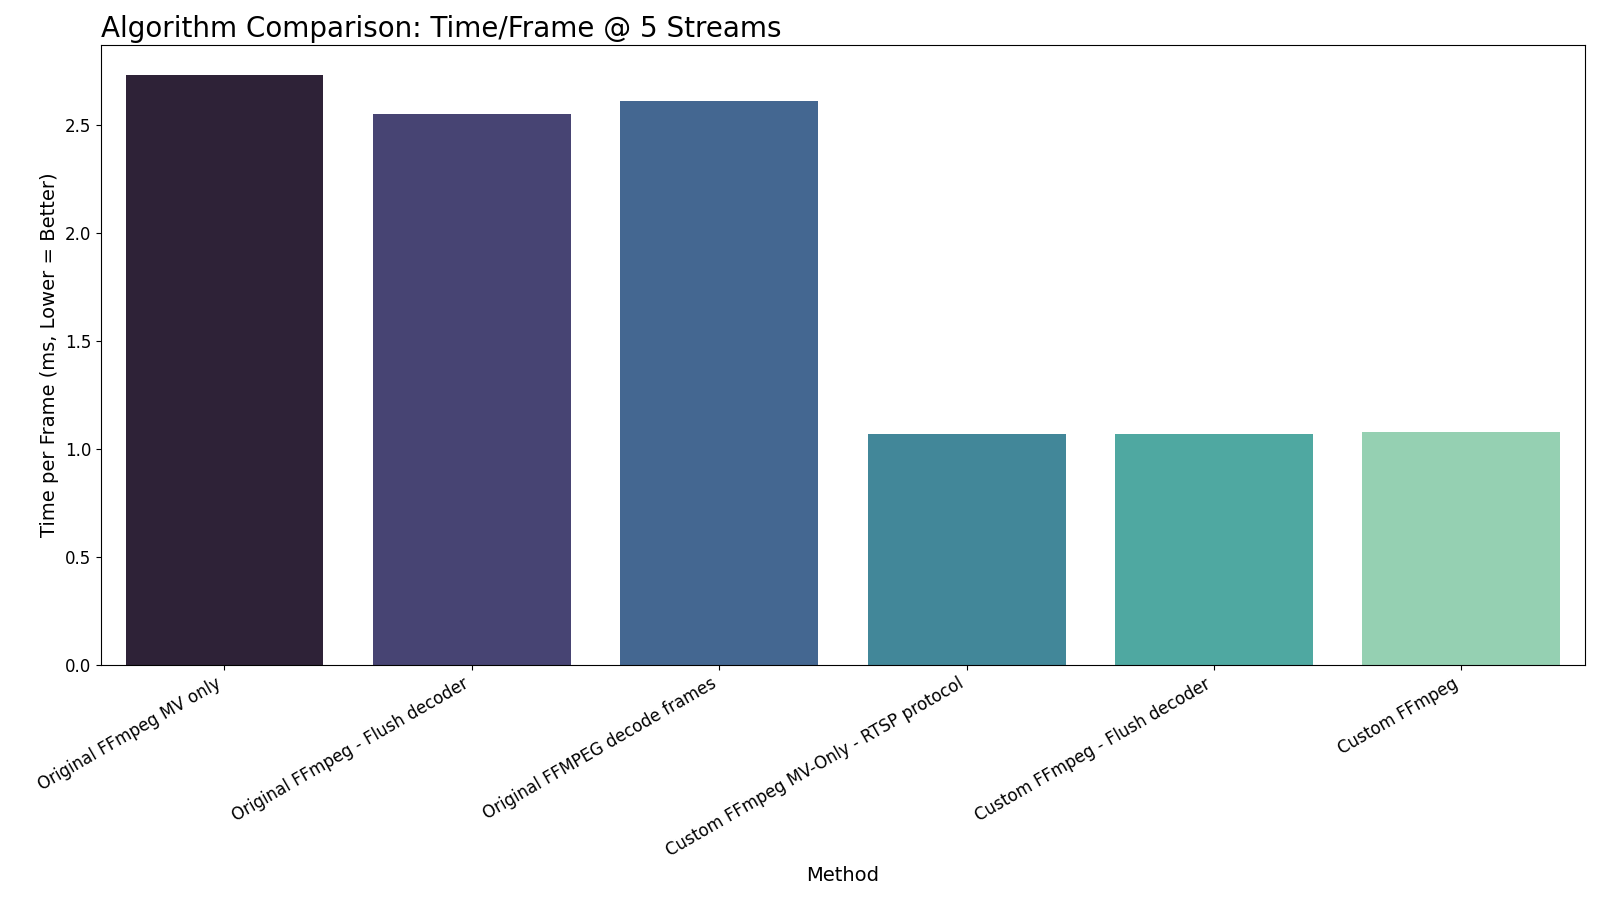 Algorithm Comparison: Time/Frame @ 5 Streams
Time per Frame (ms, Lower = Better)
2.5
2.0
1.5
1.0
0.5
0.0
Original FFmpeg MV only
Original FFmpeg - Flush decoder
Original FFMPEG decode frames
Custom FFmpeg MV-Only - RTSP protocol
Custom FFmpeg - Flush decoder
Custom FFmpeg
Method